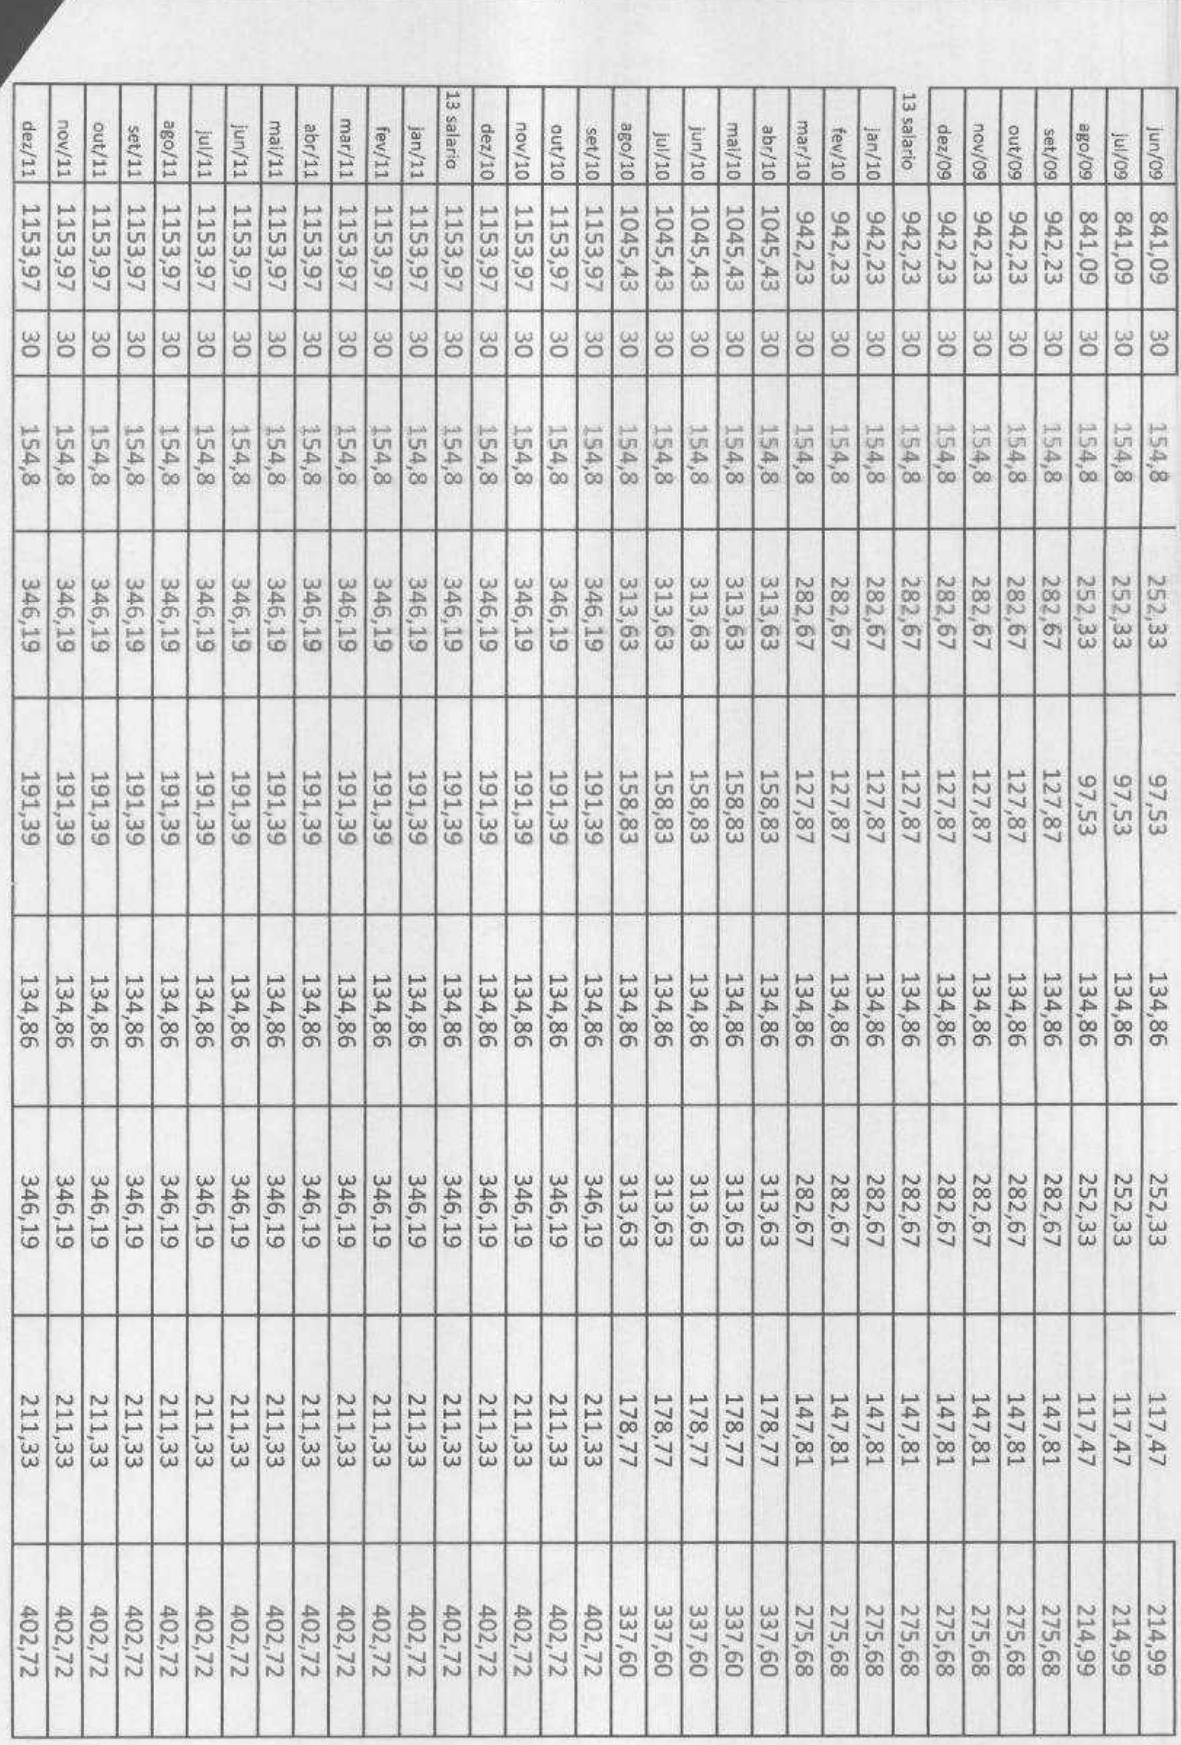 jun/09 841,09 30 154,8 252,33 97,53 134,86 252,33 117,47 214,99
jul/09 841,09 30 154,8 252,33 97,53 134,86 252,33 117,47 214,99
ago/09 841,09 30 154,8 252,33 97,53 134,86 252,33 117,47 214,99
set/09 942,23 30 154,8 282,67 127,87 134,86 282,67 147,81 275,68
out/09 942,23 30 154,8 282,67 127,87 134,86 282,67 147,81 275,68
nov/09 942,23 30 154,8 282,67 127,87 134,86 282,67 147,81 275,68
dez/09 942,23 30 154,8 282,67 127,87 134,86 282,67 147,81 275,68
13 salario 942,23 30 154,8 282,67 127,87 134,86 282,67 147,81 275,68
jan/10 942,23 30 154,8 282,67 127,87 134,86 282,67 147,81 275,68
fev/10 942,23 30 154,8 282,67 127,87 134,86 282,67 147,81 275,68
mar/10 942,23 30 154,8 282,67 127,87 134,86 282,67 147,81 275,68
abr/10 1045,43 30 154,8 313,63 158,83 134,86 313,63 178,77 337,60
mai/10 1045,43 30 154,8 313,63 158,83 134,86 313,63 178,77 337,60
jun/10 1045,43 30 154,8 313,63 158,83 134,86 313,63 178,77 337,60
jul/10 1045,43 30 154,8 313,63 158,83 134,86 313,63 178,77 337,60
ago/10 1045,43 30 154,8 313,63 158,83 134,86 313,63 178,77 337,60
set/10 1153,97 30 154,8 346,19 191,39 134,86 346,19 211,33 402,72
out/10 1153,97 30 154,8 346,19 191,39 134,86 346,19 211,33 402,72
nov/10 1153,97 30 154,8 346,19 191,39 134,86 346,19 211,33 402,72
dez/10 1153,97 30 154,8 346,19 191,39 134,86 346,19 211,33 402,72
13 salario 1153,97 30 154,8 346,19 191,39 134,86 346,19 211,33 402,72
jan/11 1153,97 30 154,8 346,19 191,39 134,86 346,19 211,33 402,72
fev/11 1153,97 30 154,8 346,19 191,39 134,86 346,19 211,33 402,72
mar/11 1153,97 30 154,8 346,19 191,39 134,86 346,19 211,33 402,72
abr/11 1153,97 30 154,8 346,19 191,39 134,86 346,19 211,33 402,72
mai/11 1153,97 30 154,8 346,19 191,39 134,86 346,19 211,33 402,72
jun/11 1153,97 30 154,8 346,19 191,39 134,86 346,19 211,33 402,72
jul/11 1153,97 30 154,8 346,19 191,39 134,86 346,19 211,33 402,72
ago/11 1153,97 30 154,8 346,19 191,39 134,86 346,19 211,33 402,72
set/11 1153,97 30 154,8 346,19 191,39 134,86 346,19 211,33 402,72
out/11 1153,97 30 154,8 346,19 191,39 134,86 346,19 211,33 402,72
nov/11 1153,97 30 154,8 346,19 191,39 134,86 346,19 211,33 402,72
dez/11 1153,97 30 154,8 346,19 191,39 134,86 346,19 211,33 402,72